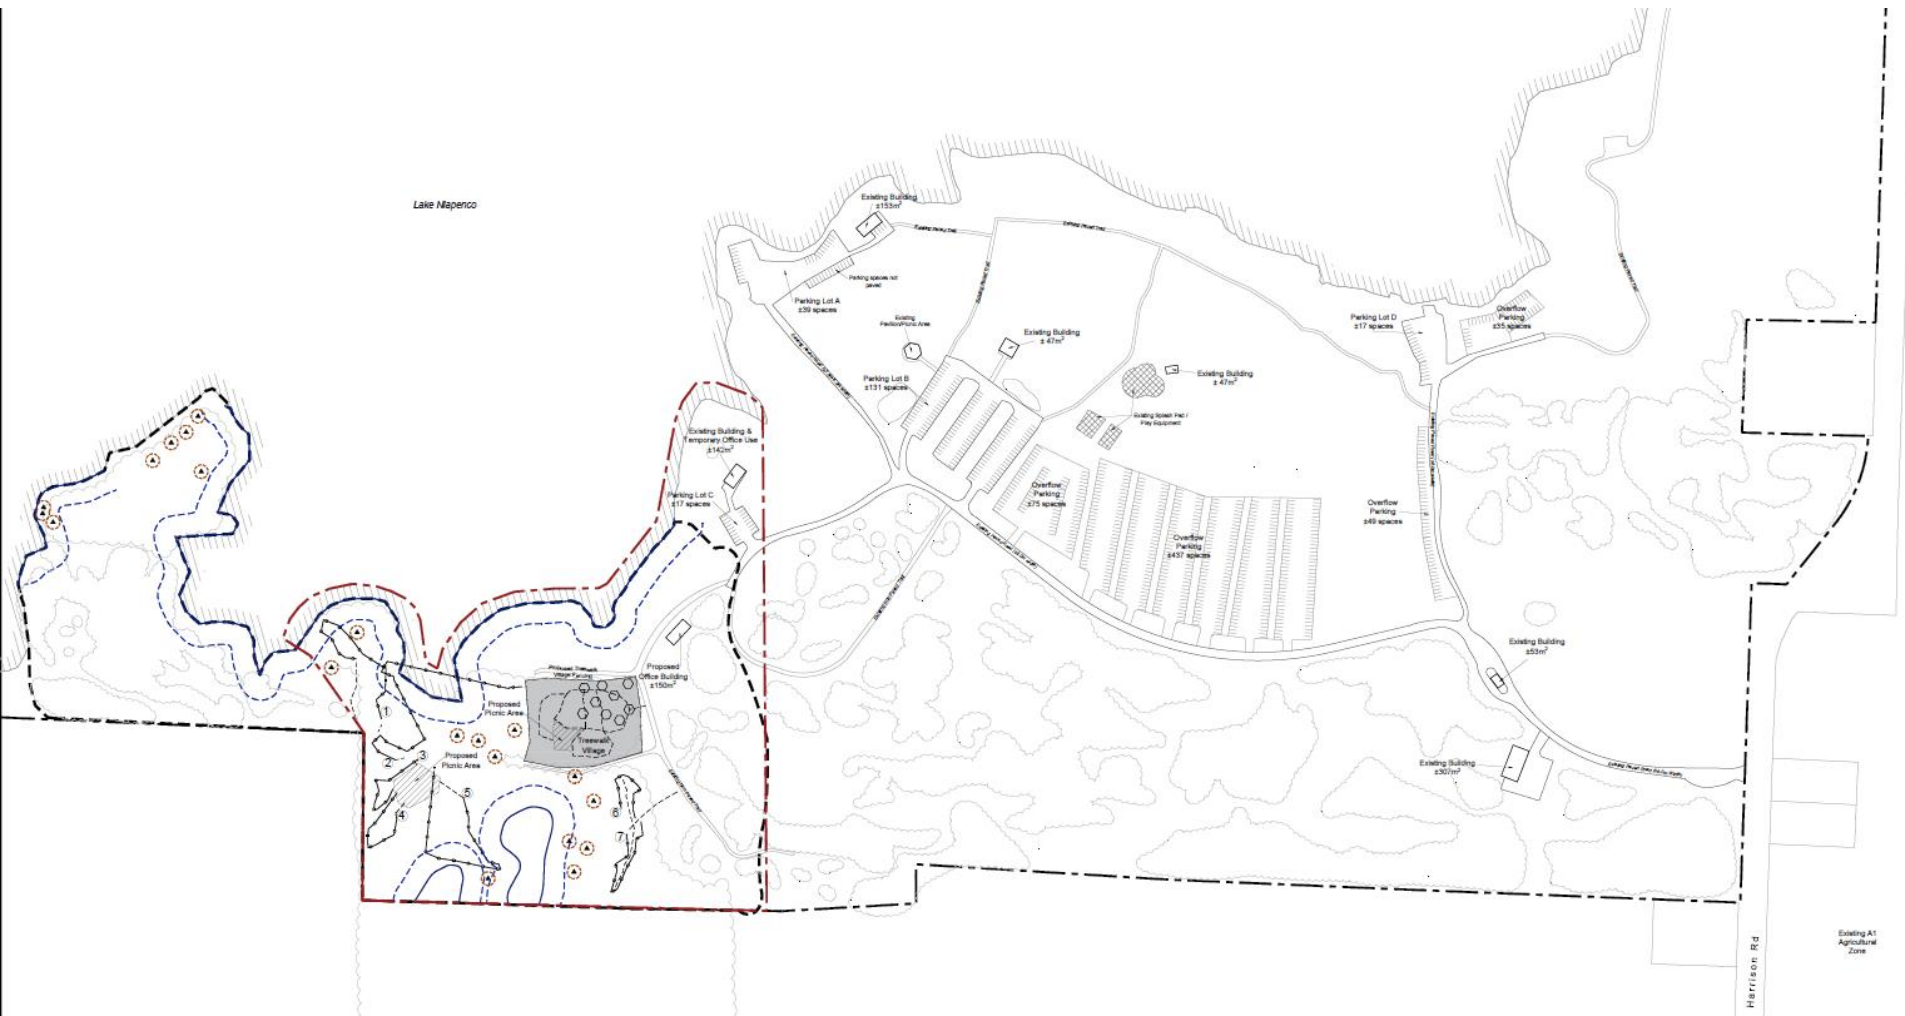 Lake Niapenco
Existing Building
±153m²
Parking spaces not
paved
Parking Lot A
±39 spaces
Existing
Pavilion/Picnic Area
Existing Building
± 47m²
Parking Lot B
±131 spaces
Existing Building
± 47m²
Existing Splash Pad /
Play Equipment
Parking Lot D
±17 spaces
Overflow
Parking
±35 spaces
Existing Building &
Temporary Office Use
±142m²
Parking Lot C
±17 spaces
Overflow
Parking
±75 spaces
Overflow
Parking
±437 spaces
Overflow
Parking
±49 spaces
Existing Building
±53m²
Proposed Treewalk
Village Fencing
Proposed
Office Building
±150m²
Proposed
Picnic Area
Treewalk
Village
Proposed
Picnic Area
1
2
3
4
5
6
7
Existing Building
±307m²
Harrison Rd
Existing A1
Agricultural
Zone